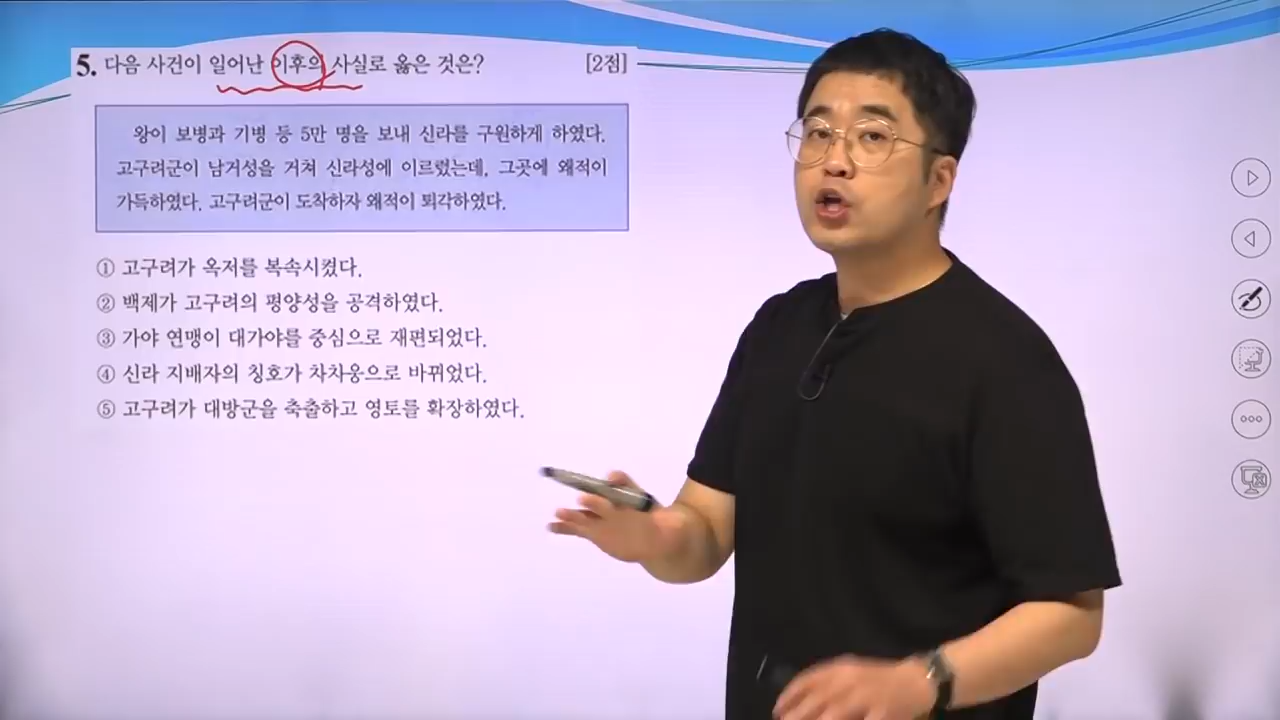 5. 다음 사건이 일어난 이후의 사실로 옳은 것은? [2점]
왕이 보병과 기병 등 5만 명을 보내 신라를 구원하게 하였다.
고구려군이 남거성을 거쳐 신라성에 이르렀는데, 그곳에 왜적이
가득하였다. 고구려군이 도착하자 왜적이 퇴각하였다.
① 고구려가 옥저를 복속시켰다.
② 백제가 고구려의 평양성을 공격하였다.
③ 가야 연맹이 대가야를 중심으로 재편되었다.
④ 신라 지배자의 칭호가 차차웅으로 바뀌었다.
⑤ 고구려가 대방군을 축출하고 영토를 확장하였다.